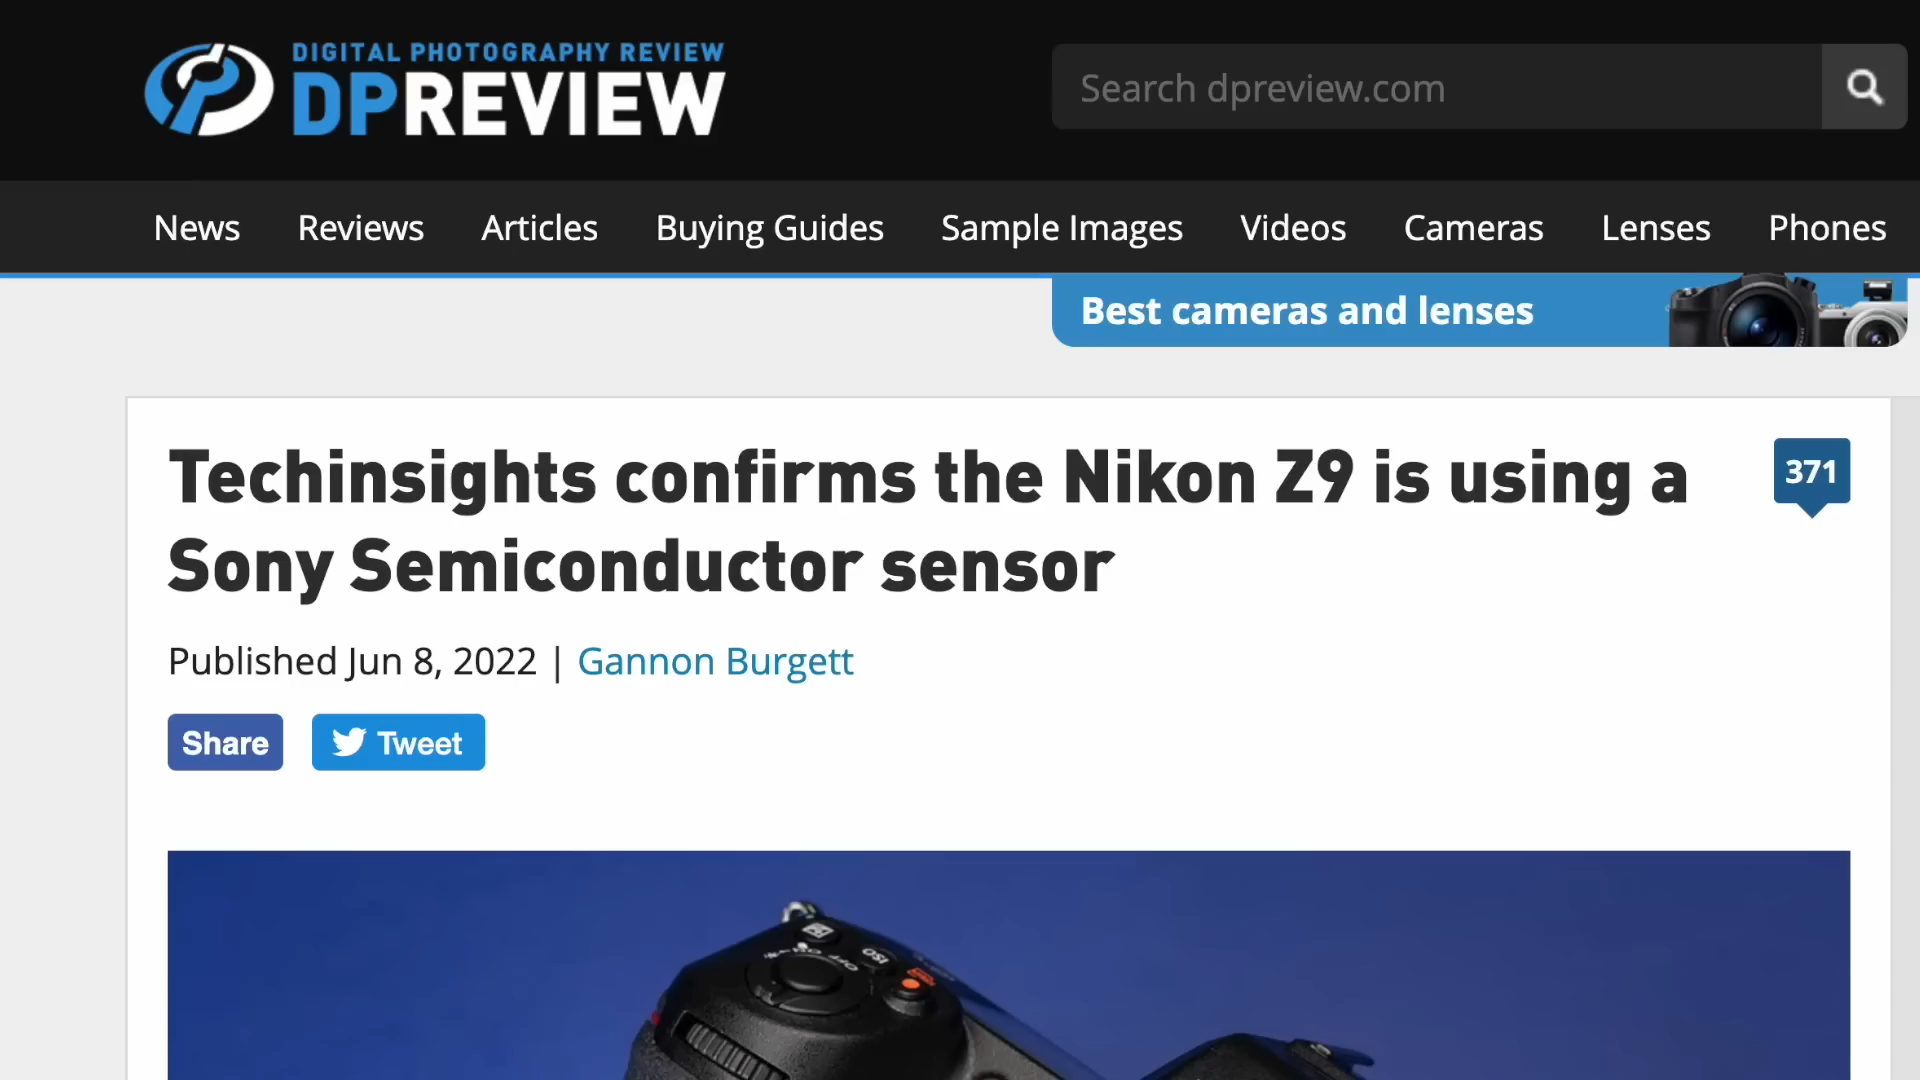 DIGITAL PHOTOGRAPHY REVIEW
DPREVIEW
Search dpreview.com
News Reviews Articles Buying Guides Sample Images Videos Cameras Lenses Phones
Best cameras and lenses
Techinsights confirms the Nikon Z9 is using a
Sony Semiconductor sensor
371
Published Jun 8, 2022 | Gannon Burgett
Share Tweet
ISO
OFF